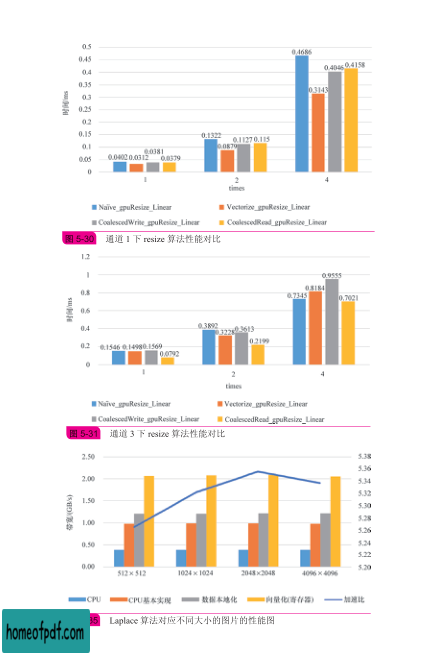 0.5
0.45
0.4
0.35
0.3
0.25
0.2
0.15
0.1
0.05
0
时间/ms
0.0402 0.0312 0.0381 0.0379
0.1322 0.0879 0.1127 0.115
0.4686 0.3143 0.4046 0.4158
1 2 4
times
Naïve_gpuResize_Linear Vectorize_gpuResize_Linear
CoalescedWrite_gpuResize_Linear CoalescedRead_gpuResize_Linear
图 5-30 通道 1 下 resize 算法性能对比
1.2
1
0.8
0.6
0.4
0.2
0
时间/ms
0.1546 0.1498 0.1569 0.0792
0.3892 0.3228 0.3613 0.2199
0.7345 0.8184 0.9555 0.7021
1 2 4
times
Naïve_gpuResize_Linear Vectorize_gpuResize_Linear
CoalescedWrite_gpuResize_Linear CoalescedRead_gpuResize_Linear
图 5-31 通道 3 下 resize 算法性能对比
2.50
2.00
1.50
1.00
0.50
0.00
带宽/(GB/s)
5.38
5.36
5.34
5.32
5.30
5.28
5.26
5.24
5.22
5.20
512×512 1024×1024 2048×2048 4096×4096
CPU CPU基本实现 数据本地化 向量化(寄存器) 加速比
Laplace 算法对应不同大小的图片的性能图
homeofpdf.com